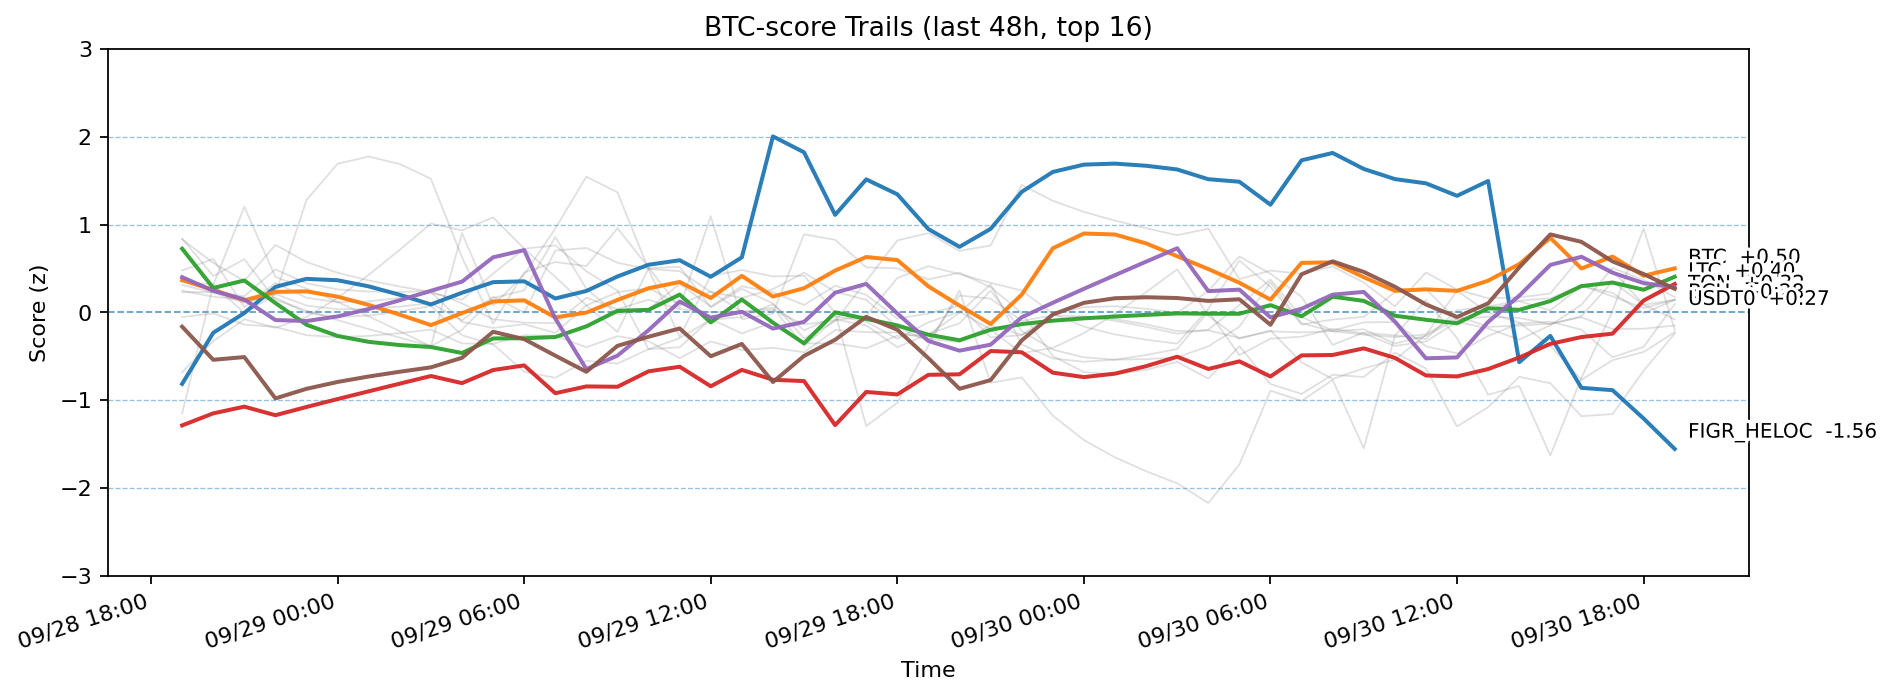 BTC-score Trails (last 48h, top 16)
Score (z)
3
2
1
0
−1
−2
−3
BTC +0.50
LTC +0.40
USDT0 +0.27
FIGR_HELOC -1.56
09/28 18:00
09/29 00:00
09/29 06:00
09/29 12:00
09/29 18:00
09/30 00:00
09/30 06:00
09/30 12:00
09/30 18:00
Time